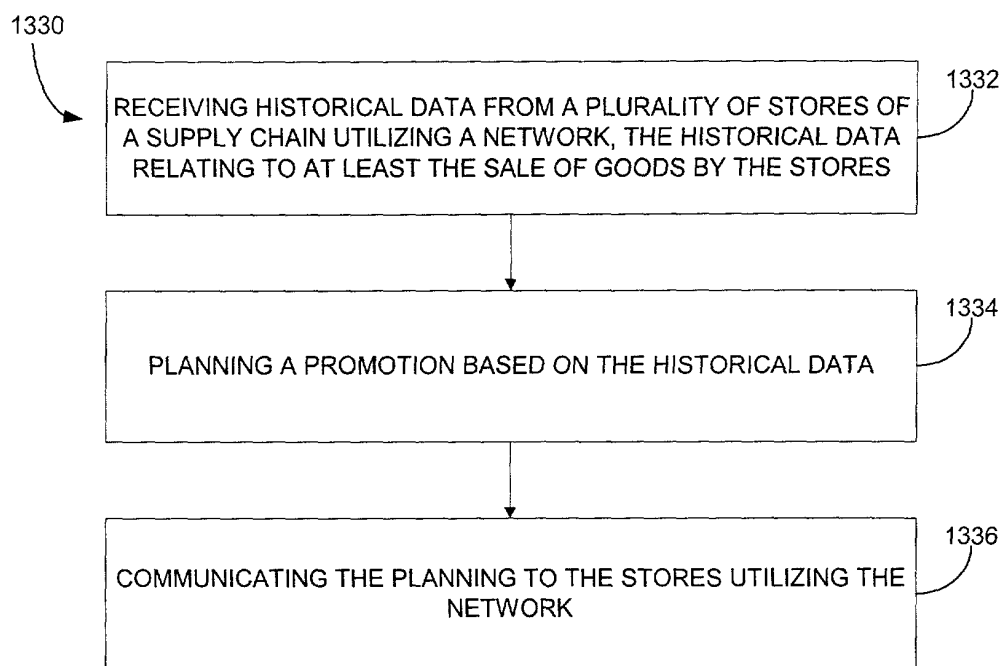 1330
1332
RECEIVING HISTORICAL DATA FROM A PLURALITY OF STORES OF
A SUPPLY CHAIN UTILIZING A NETWORK, THE HISTORICAL DATA
RELATING TO AT LEAST THE SALE OF GOODS BY THE STORES
1334
PLANNING A PROMOTION BASED ON THE HISTORICAL DATA
1336
COMMUNICATING THE PLANNING TO THE STORES UTILIZING THE
NETWORK